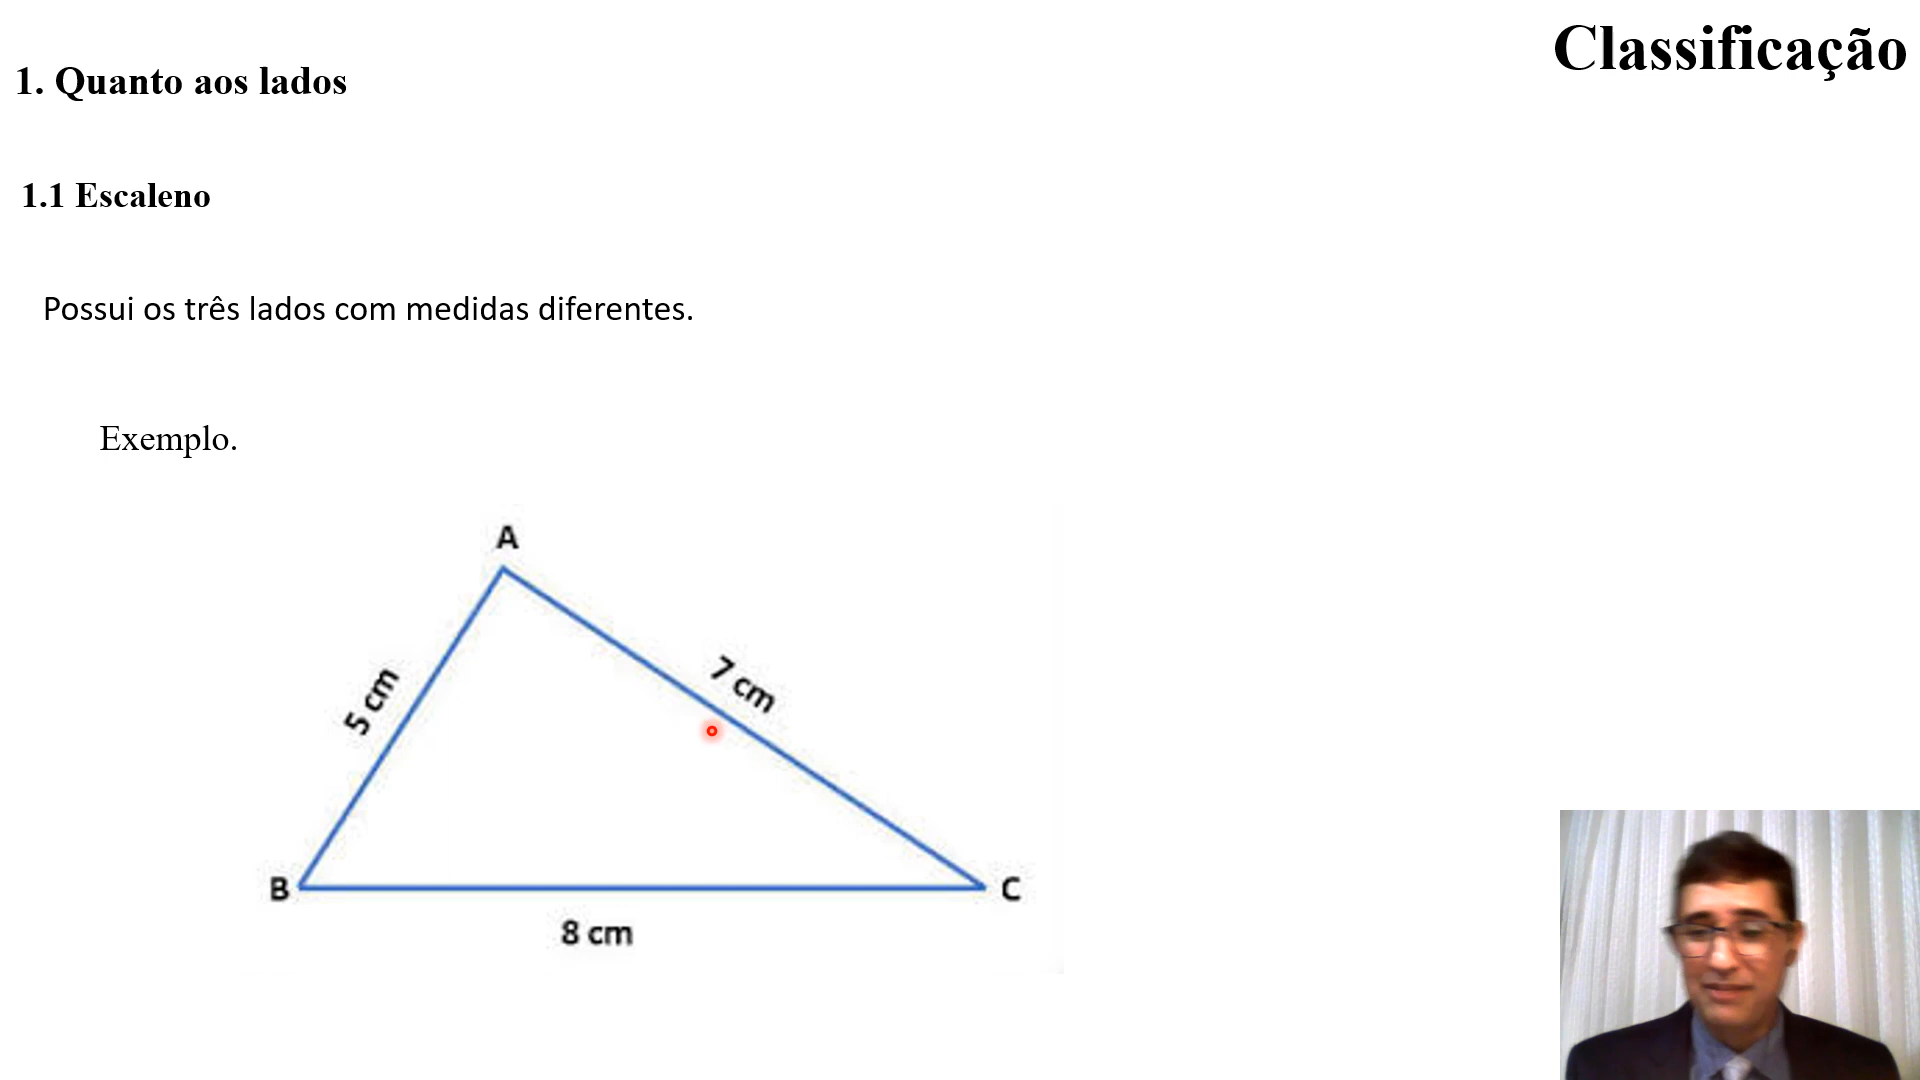 Classificação
1. Quanto aos lados
1.1 Escaleno
Possui os três lados com medidas diferentes.
Exemplo.
A
5 cm
7 cm
B
C
8 cm